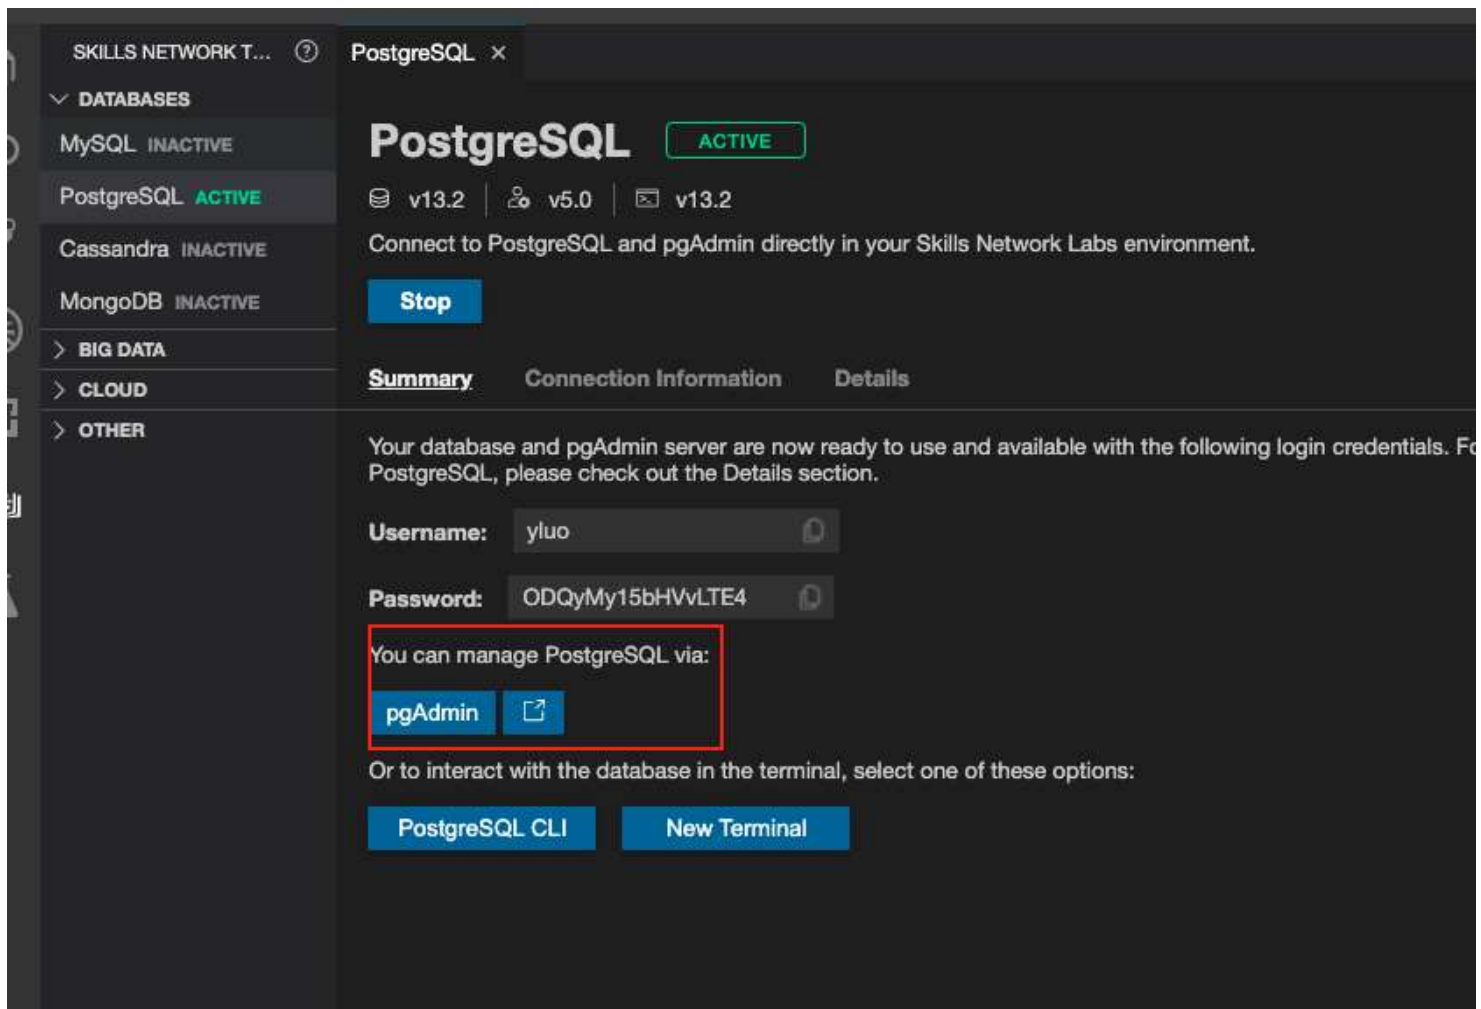 SKILLS NETWORK T...
PostgreSQL
DATABASES
MySQL INACTIVE
PostgreSQL ACTIVE
Cassandra INACTIVE
MongoDB INACTIVE
BIG DATA
CLOUD
OTHER
PostgreSQL ACTIVE
v13.2 v5.0 v13.2
Connect to PostgreSQL and pgAdmin directly in your Skills Network Labs environment.
Stop
Summary Connection Information Details
Your database and pgAdmin server are now ready to use and available with the following login credentials. Fo
PostgreSQL, please check out the Details section.
Username: yluo
Password: ODQyMy15bHVvLTE4
You can manage PostgreSQL via:
pgAdmin
Or to interact with the database in the terminal, select one of these options:
PostgreSQL CLI New Terminal